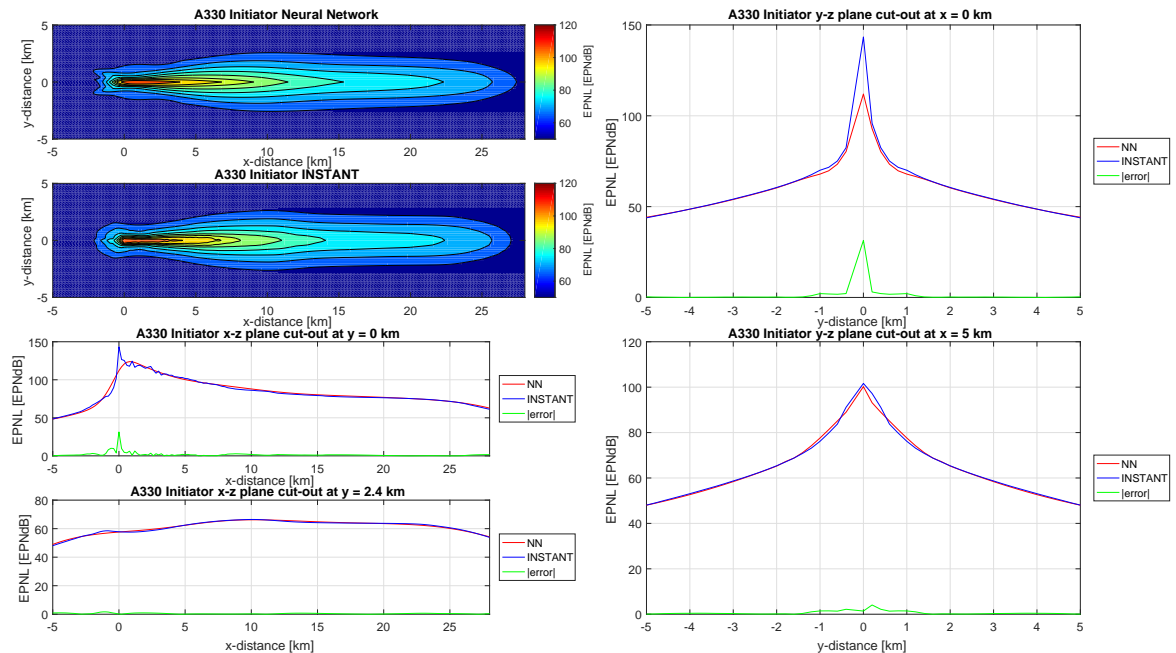 A330 Initiator Neural Network
5
0
-5
y-distance [km]
-5 0 5 10 15 20 25
x-distance [km]
120
100
80
60
EPNL [EPNdB]
A330 Initiator INSTANT
5
0
-5
y-distance [km]
-5 0 5 10 15 20 25
x-distance [km]
120
100
80
60
EPNL [EPNdB]
A330 Initiator x-z plane cut-out at y = 0 km
150
100
50
0
EPNL [EPNdB]
-5 0 5 10 15 20 25
x-distance [km]
NN
INSTANT
|error|
A330 Initiator x-z plane cut-out at y = 2.4 km
80
60
40
20
0
EPNL [EPNdB]
-5 0 5 10 15 20 25
x-distance [km]
NN
INSTANT
|error|
A330 Initiator y-z plane cut-out at x = 0 km
150
100
50
0
EPNL [EPNdB]
-5 -4 -3 -2 -1 0 1 2 3 4 5
y-distance [km]
NN
INSTANT
|error|
A330 Initiator y-z plane cut-out at x = 5 km
120
100
80
60
40
20
0
EPNL [EPNdB]
-5 -4 -3 -2 -1 0 1 2 3 4 5
y-distance [km]
NN
INSTANT
|error|